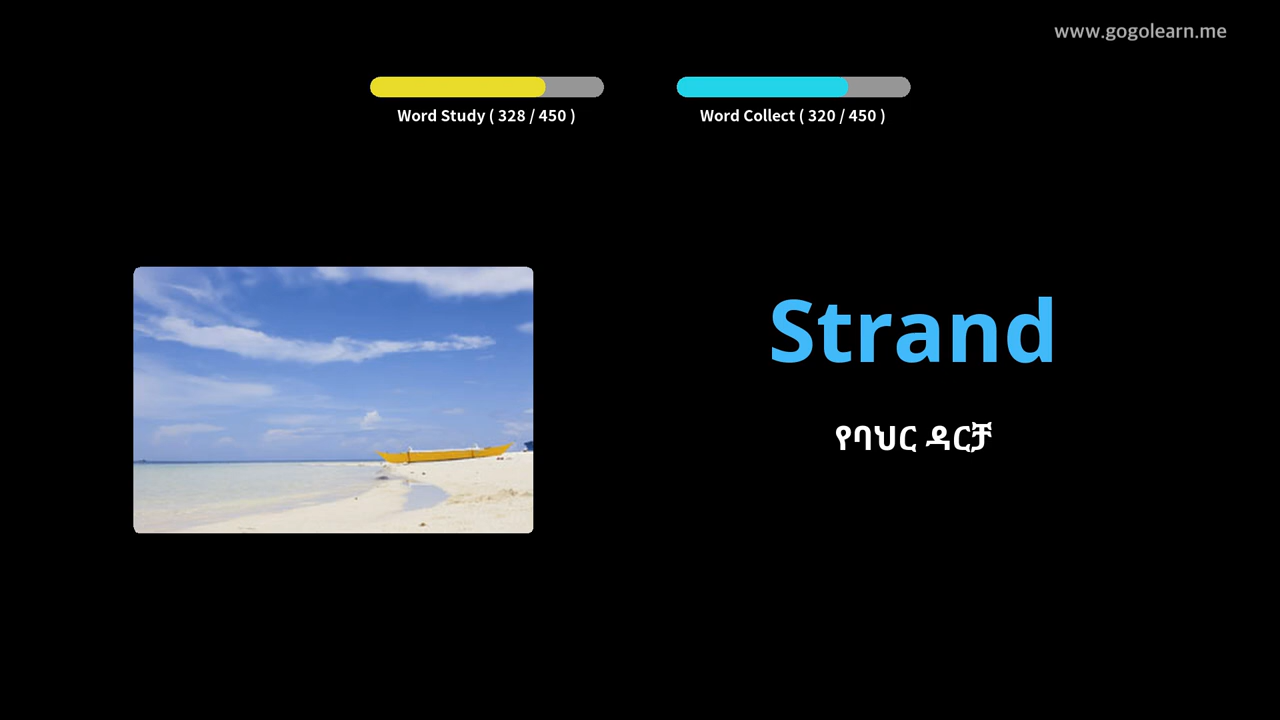 www.gogolearn.me
Word Study ( 328 / 450 )
Word Collect ( 320 / 450 )
Strand
የባህር ዳርቻ